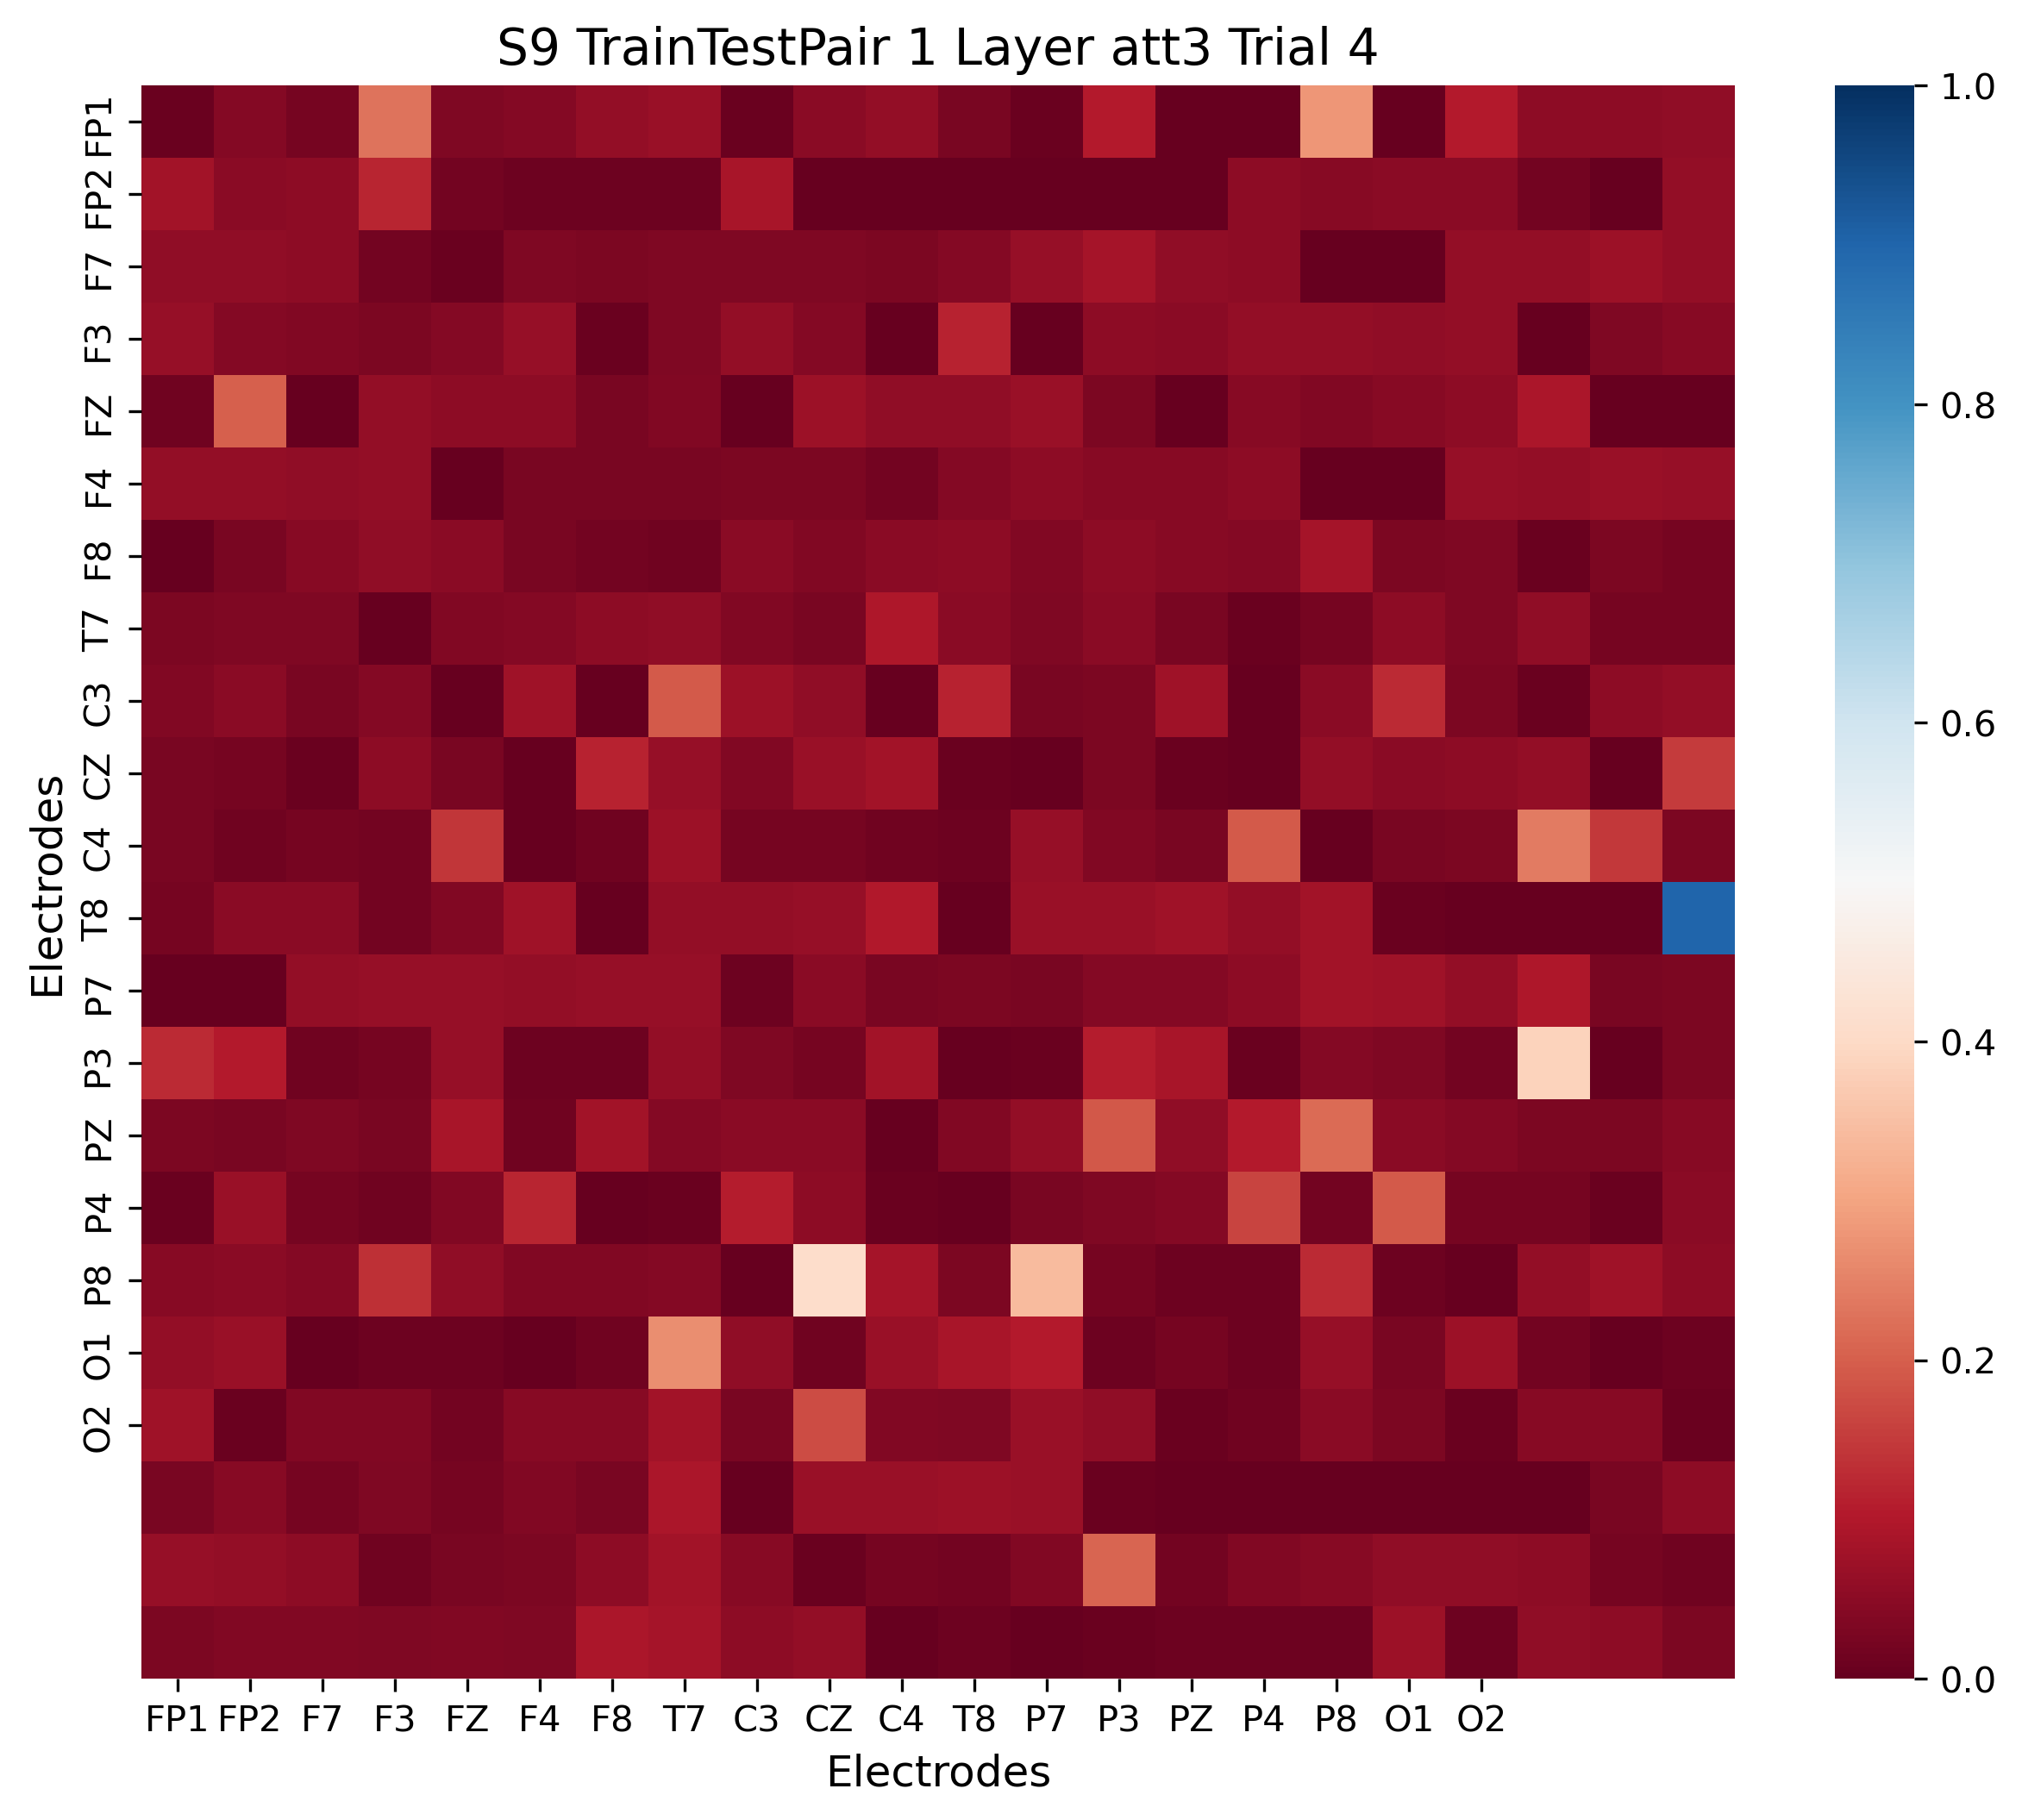 S9 TrainTestPair 1 Layer att3 Trial 4
Electrodes
FP1
FP2
F7
F3
FZ
F4
F8
T7
C3
CZ
C4
T8
P7
P3
PZ
P4
P8
O1
O2
FP1 FP2 F7 F3 FZ F4 F8 T7 C3 CZ C4 T8 P7 P3 PZ P4 P8 O1 O2
Electrodes
1.0
0.8
0.6
0.4
0.2
0.0